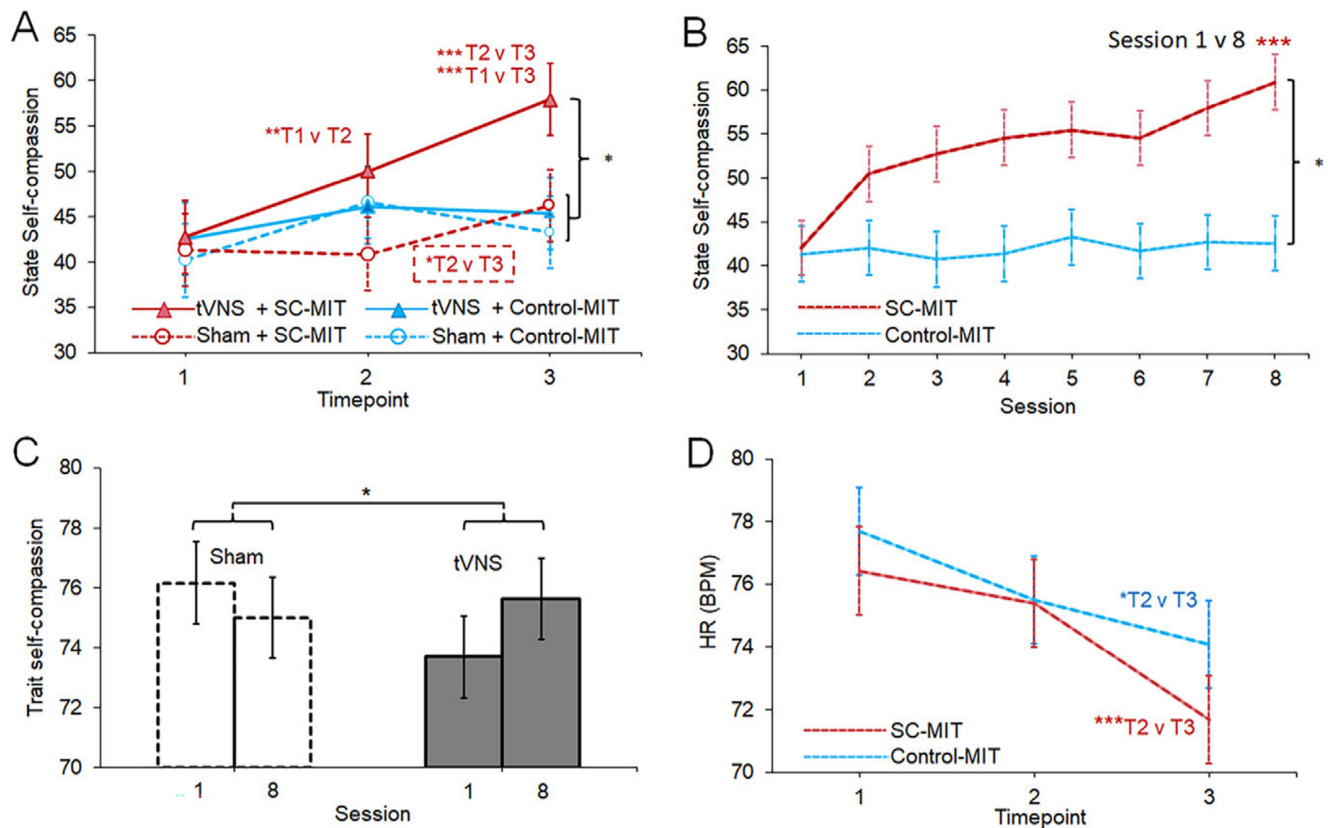 A
State Self-compassion
65
60
55
50
45
40
35
30
***T2 v T3
***T1 v T3
**T1 v T2
*
*T2 v T3
tVNS + SC-MIT
tVNS + Control-MIT
Sham + SC-MIT
Sham + Control-MIT
1 2 3
Timepoint
B
State Self-compassion
65
60
55
50
45
40
35
30
Session 1 v 8 ***
*
SC-MIT
Control-MIT
1 2 3 4 5 6 7 8
Session
C
Trait self-compassion
80
78
76
74
72
70
*
Sham
tVNS
1 8 1 8
Session
D
HR (BPM)
80
78
76
74
72
70
*T2 v T3
***T2 v T3
SC-MIT
Control-MIT
1 2 3
Timepoint